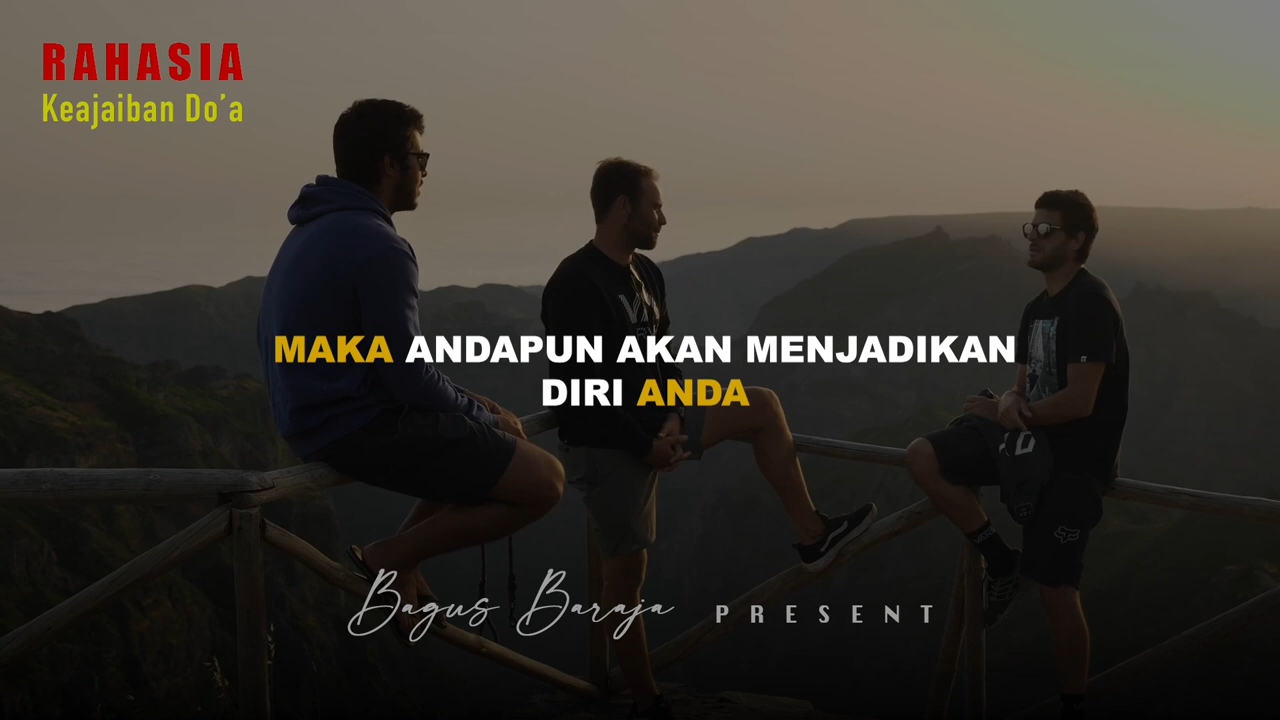 RAHASIA
Keajaiban Do'a
MAKA ANDAPUN AKAN MENJADIKAN
DIRI ANDA
Bagus Baraja PRESENT